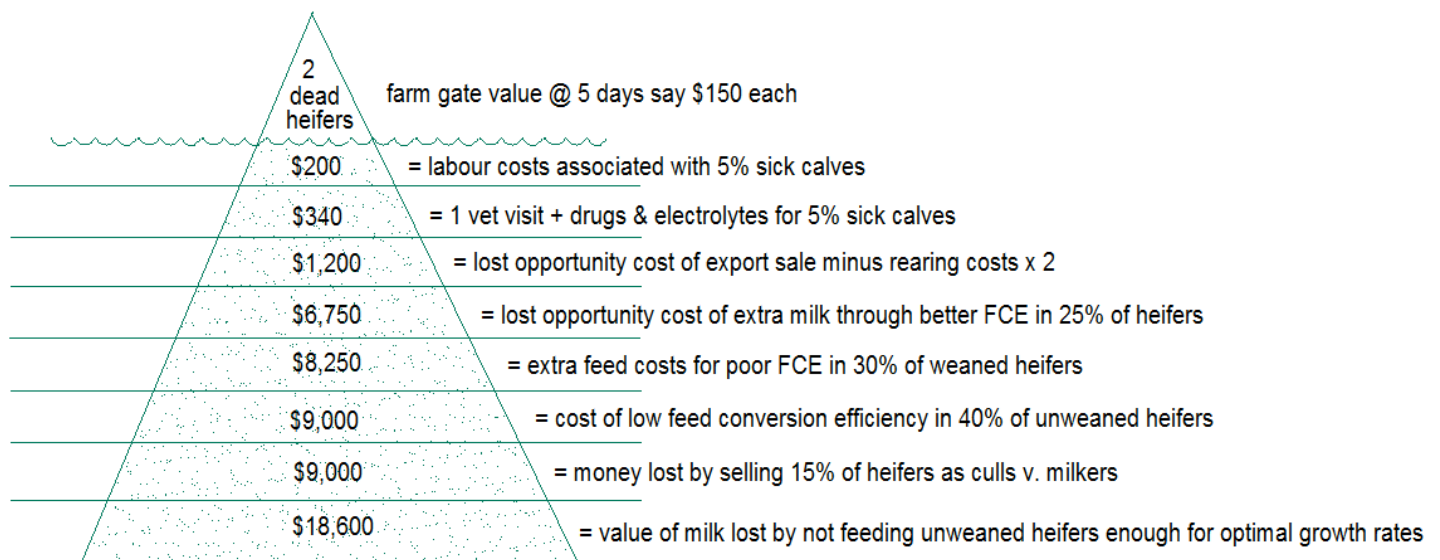 2
dead
heifers
farm gate value @ 5 days say $150 each
$200 = labour costs associated with 5% sick calves
$340 = 1 vet visit + drugs & electrolytes for 5% sick calves
$1,200 = lost opportunity cost of export sale minus rearing costs x 2
$6,750 = lost opportunity cost of extra milk through better FCE in 25% of heifers
$8,250 = extra feed costs for poor FCE in 30% of weaned heifers
$9,000 = cost of low feed conversion efficiency in 40% of unweaned heifers
$9,000 = money lost by selling 15% of heifers as culls v. milkers
$18,600 = value of milk lost by not feeding unweaned heifers enough for optimal growth rates